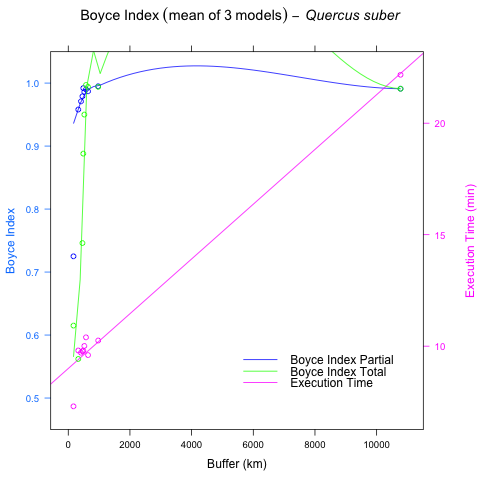 Boyce Index (mean of 3 models) – Quercus suber
1.0
0.9
0.8
0.7
0.6
0.5
Boyce Index
20
15
10
Execution Time (min)
Boyce Index Partial
Boyce Index Total
Execution Time
0 2000 4000 6000 8000 10000
Buffer (km)